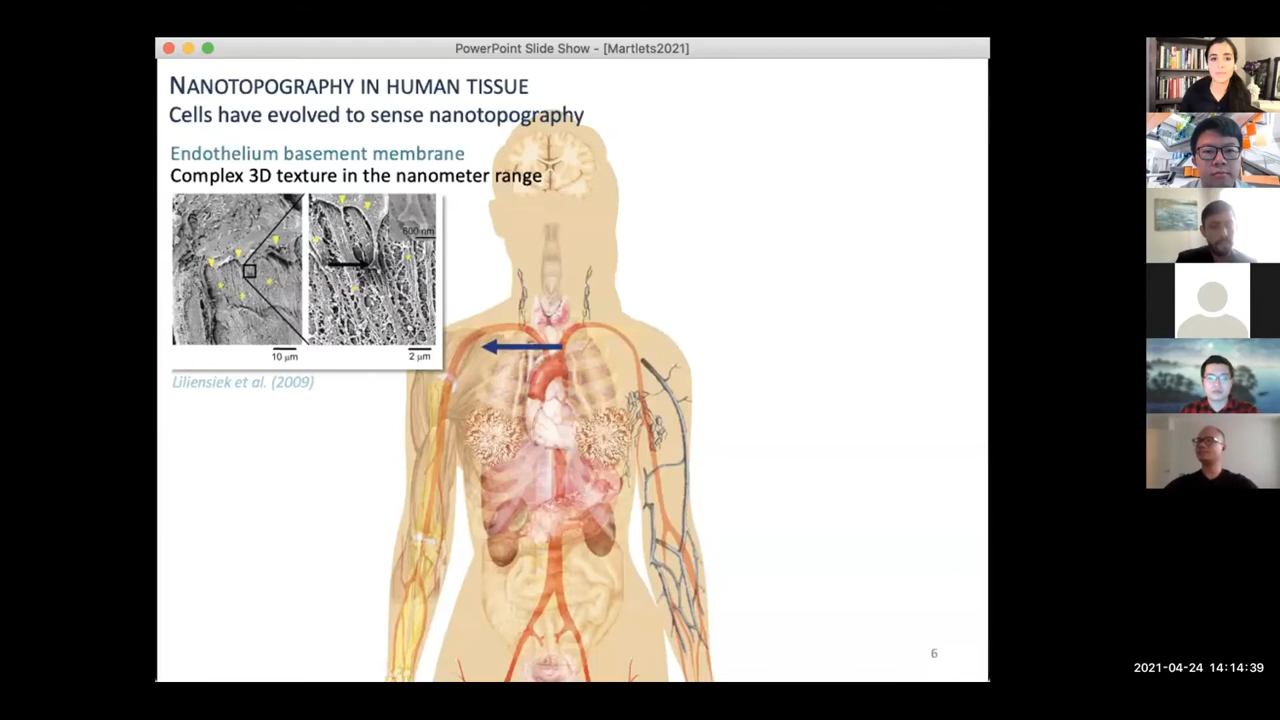 PowerPoint Slide Show - [Martlets2021]
NANOTOPOGRAPHY IN HUMAN TISSUE
Cells have evolved to sense nanotopography
Endothelium basement membrane
Complex 3D texture in the nanometer range
600 nm
10 µm
2 µm
Liliensiek et al. (2009)
6
2021-04-24 14:14:39